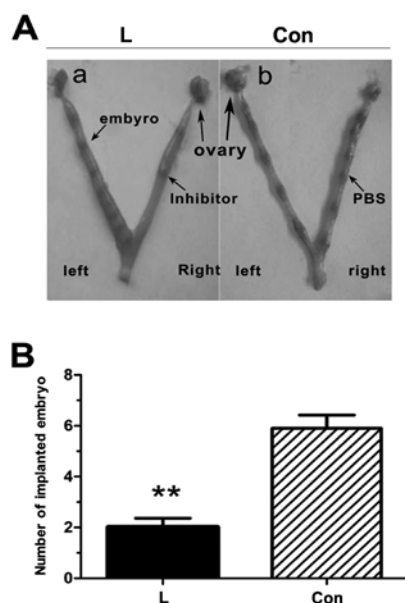 A
L
Con
a
b
embyro
ovary
Inhibitor
PBS
left
Right
left
right
B
Number of implanted embryo
8
6
4
2
0
**
L
Con